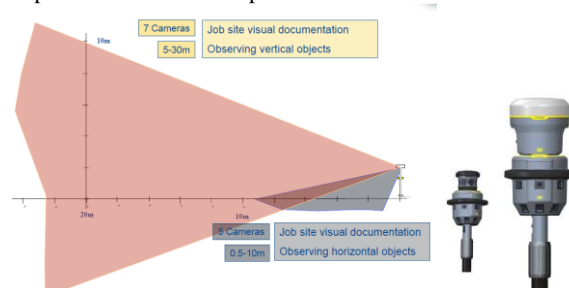 7 Cameras Job site visual documentation
5-30m Observing vertical objects
10m
20m
10m
5 Cameras Job site visual documentation
0.5-10m Observing horizontal objects